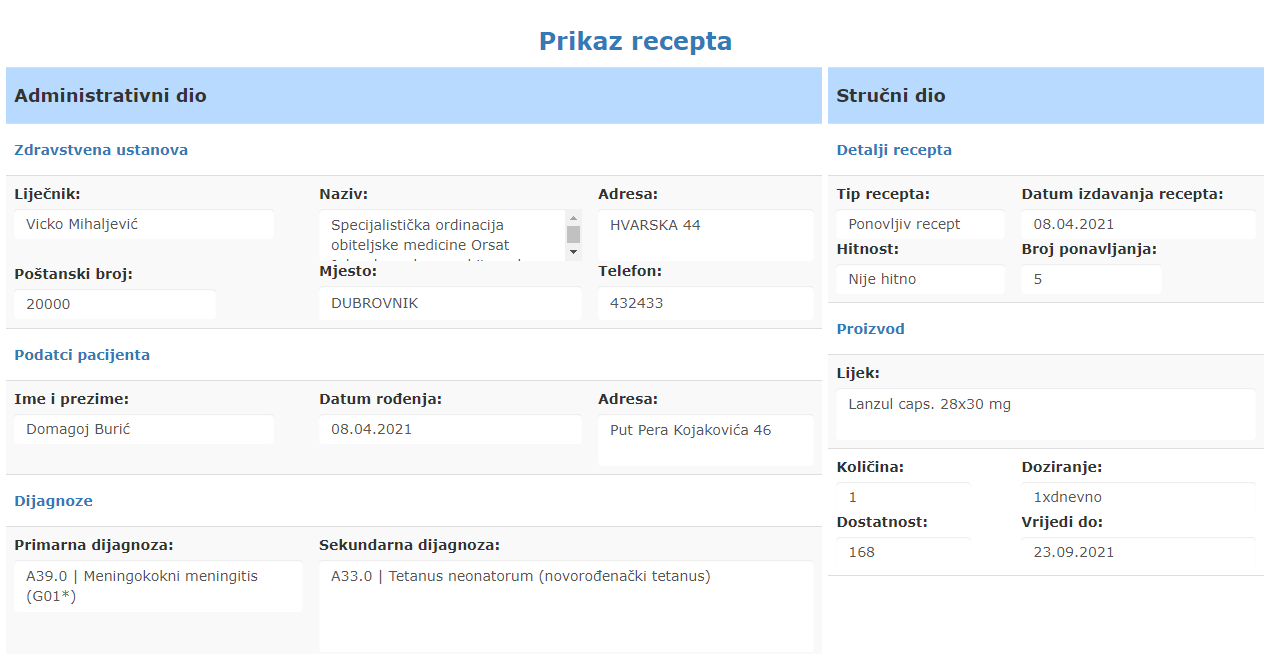 Prikaz recepta
Administrativni dio
Zdravstvena ustanova
Liječnik:
Vicko Mihaljević
Naziv:
Specijalistička ordinacija
obiteljske medicine Orsat
Adresa:
HVARSKA 44
Poštanski broj:
20000
Mjesto:
DUBROVNIK
Telefon:
432433
Podatci pacijenta
Ime i prezime:
Domagoj Burić
Datum rođenja:
08.04.2021
Adresa:
Put Pera Kojakovića 46
Dijagnoze
Primarna dijagnoza:
A39.0 | Meningokokni meningitis
(G01*)
Sekundarna dijagnoza:
A33.0 | Tetanus neonatorum (novorođenački tetanus)
Stručni dio
Detalji recepta
Tip recepta:
Ponovljiv recept
Datum izdavanja recepta:
08.04.2021
Hitnost:
Nije hitno
Broj ponavljanja:
5
Proizvod
Lijek:
Lanzul caps. 28x30 mg
Količina:
1
Doziranje:
1xdnevno
Dostatnost:
168
Vrijedi do:
23.09.2021